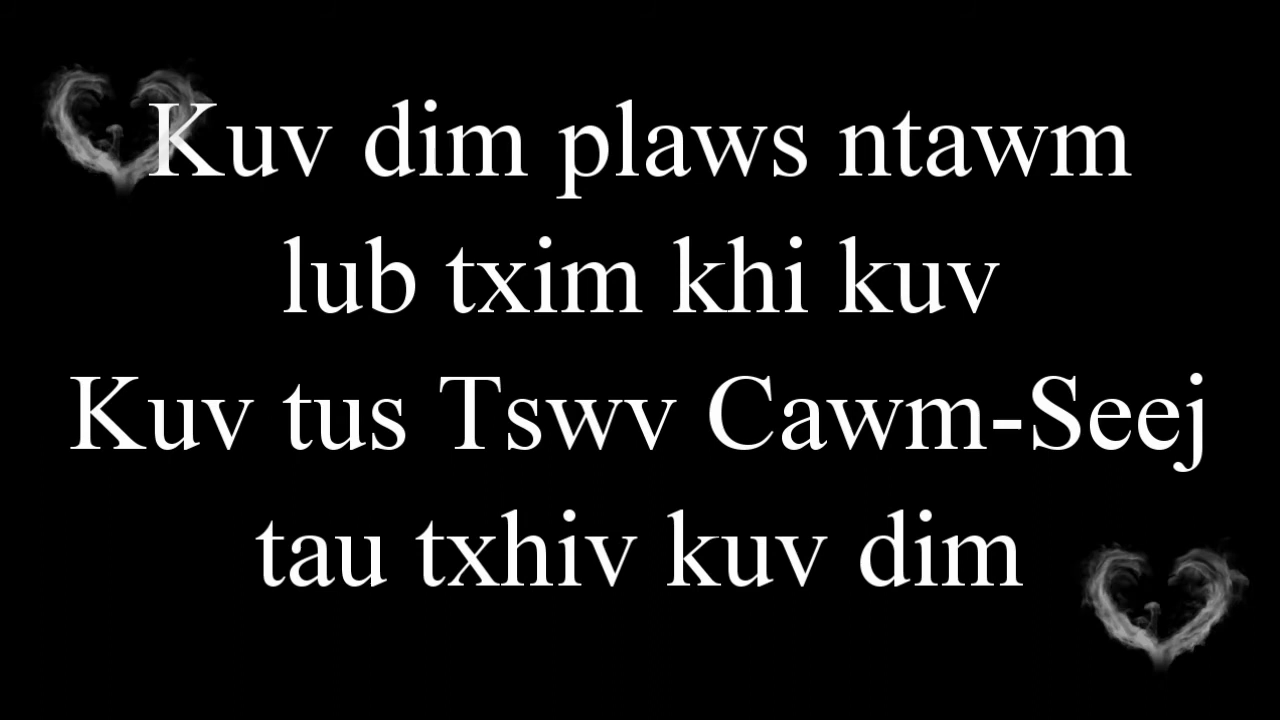 Kuv dim plaws ntawm
lub txim khi kuv
Kuv tus Tswv Cawm-Seej
tau txhiv kuv dim